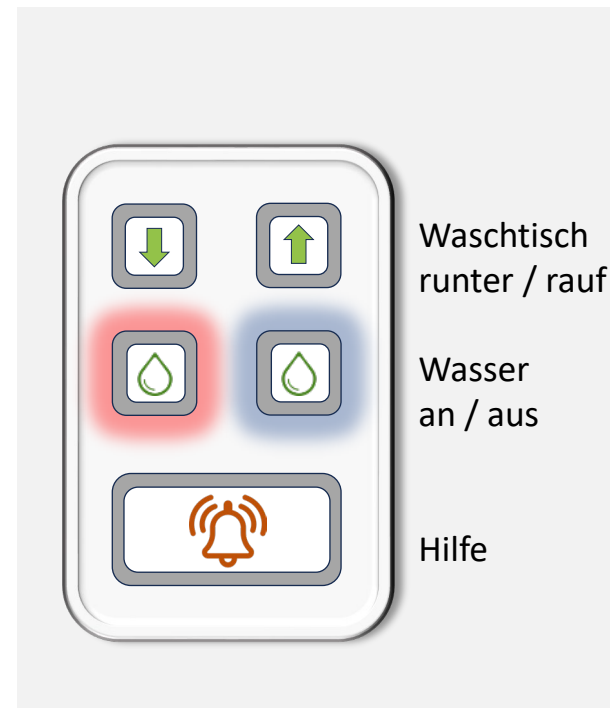 Waschtisch
runter / rauf
Wasser
an / aus
Hilfe